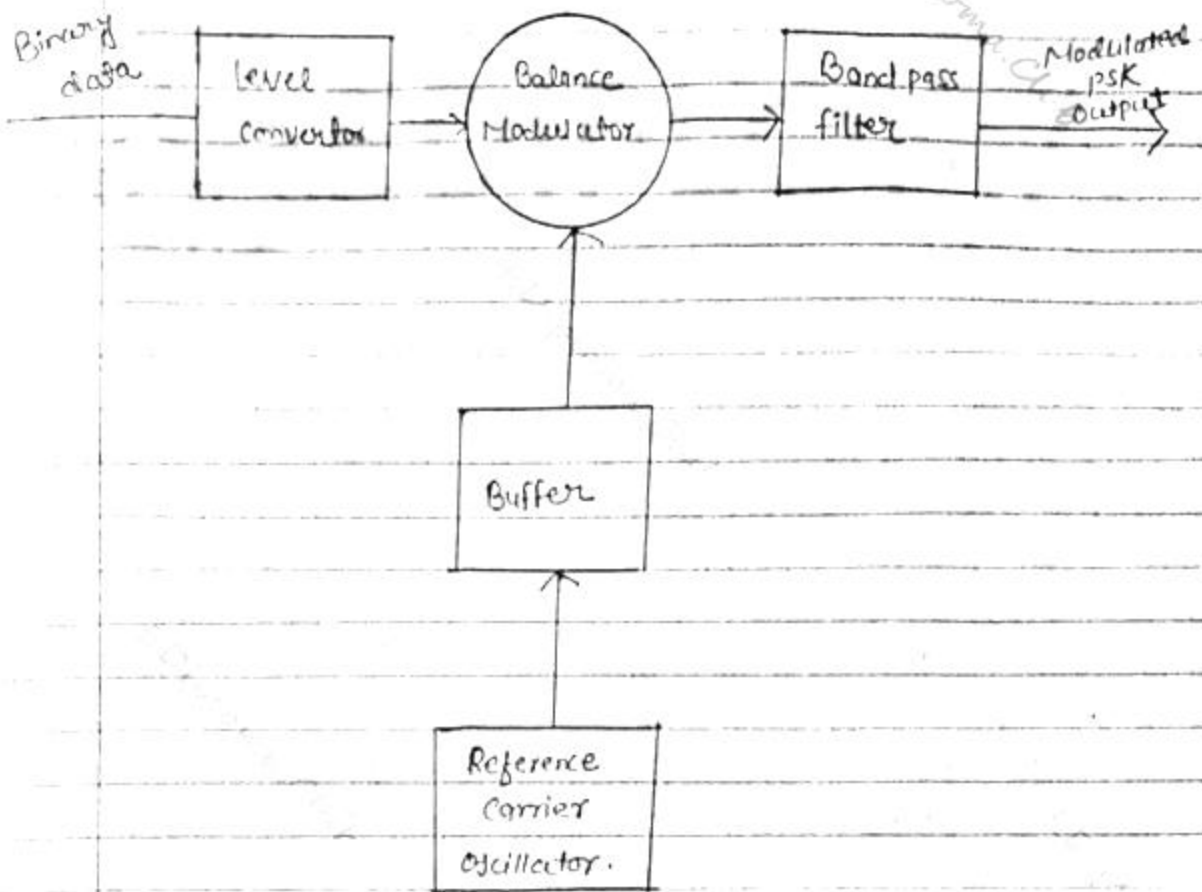 Binary
data
Level
Convertor
Balance
Modulator
Band pass
filter
Modulated
PSK
Output
Buffer
Reference
Carrier
Oscillator.